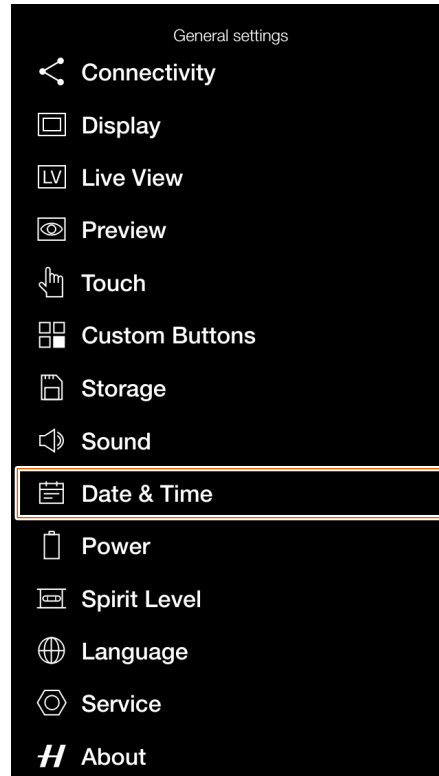 General settings
Connectivity
Display
LV Live View
Preview
Touch
Custom Buttons
Storage
Sound
Date & Time
Power
Spirit Level
Language
Service
H About